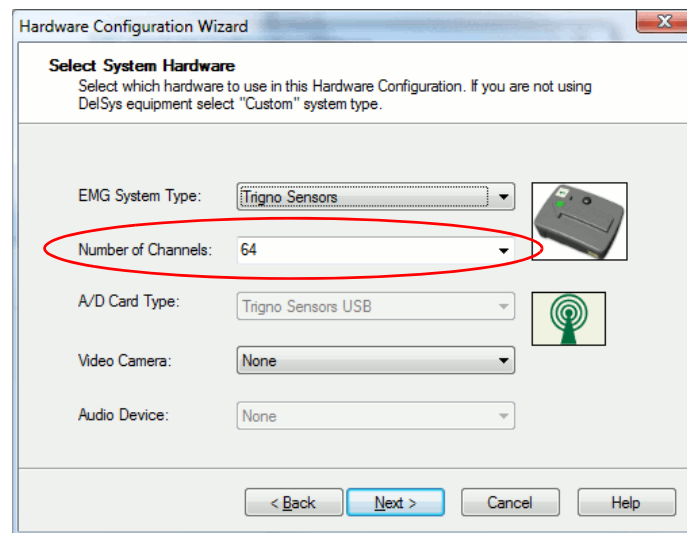 Hardware Configuration Wizard
Select System Hardware
Select which hardware to use in this Hardware Configuration. If you are not using
DelSys equipment select "Custom" system type.
EMG System Type: Trigno Sensors
Number of Channels: 64
A/D Card Type: Trigno Sensors USB
Video Camera: None
Audio Device: None
< Back Next > Cancel Help